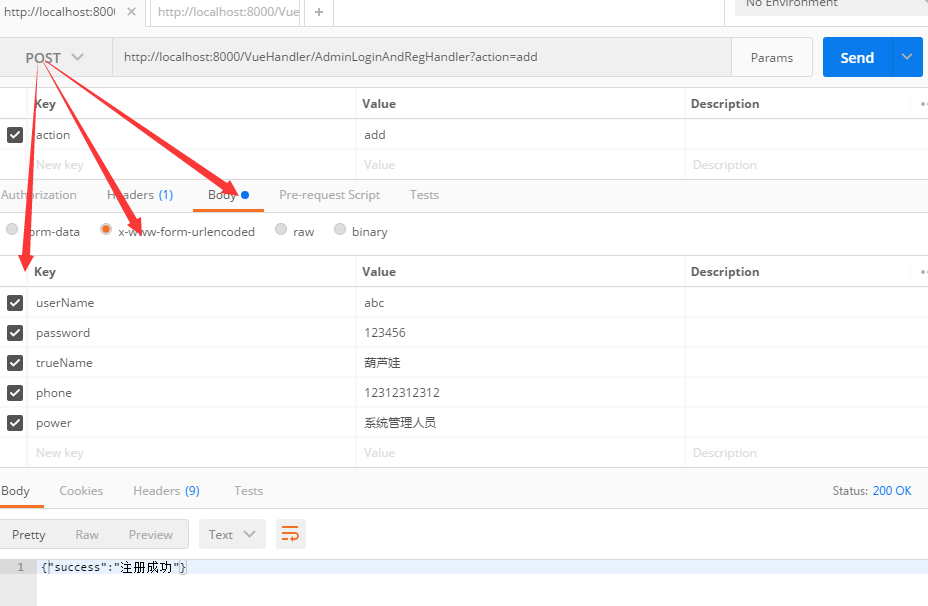 http://localhost:800 http://localhost:8000/Vue
No Environment
POST http://localhost:8000/VueHandler/AdminLoginAndRegHandler?action=add Params Send
Key Value Description
action add
New key Value Description
Authorization Headers (1) Body Pre-request Script Tests
form-data x-www-form-urlencoded raw binary
Key Value Description
userName abc
password 123456
trueName 葫芦娃
phone 12312312312
power 系统管理人员
New key Value Description
Body Cookies Headers (9) Tests Status: 200 OK
Pretty Raw Preview Text
1 {"success":"注册成功"}